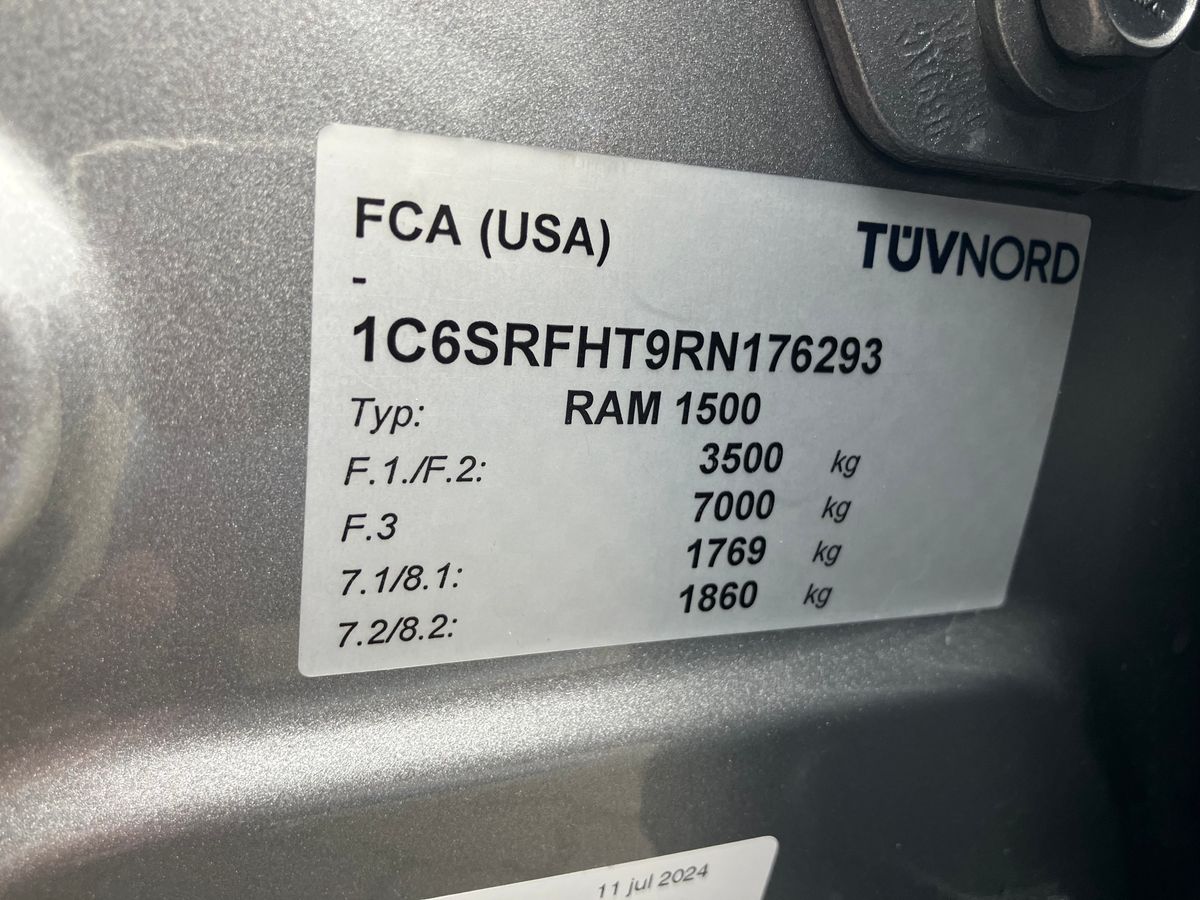 FCA (USA)
TÜVNORD
-
1C6SRFHT9RN176293
Typ: RAM 1500
F.1./F.2: 3500 kg
F.3 7000 kg
7.1/8.1: 1769 kg
7.2/8.2: 1860 kg
11 jul 2024